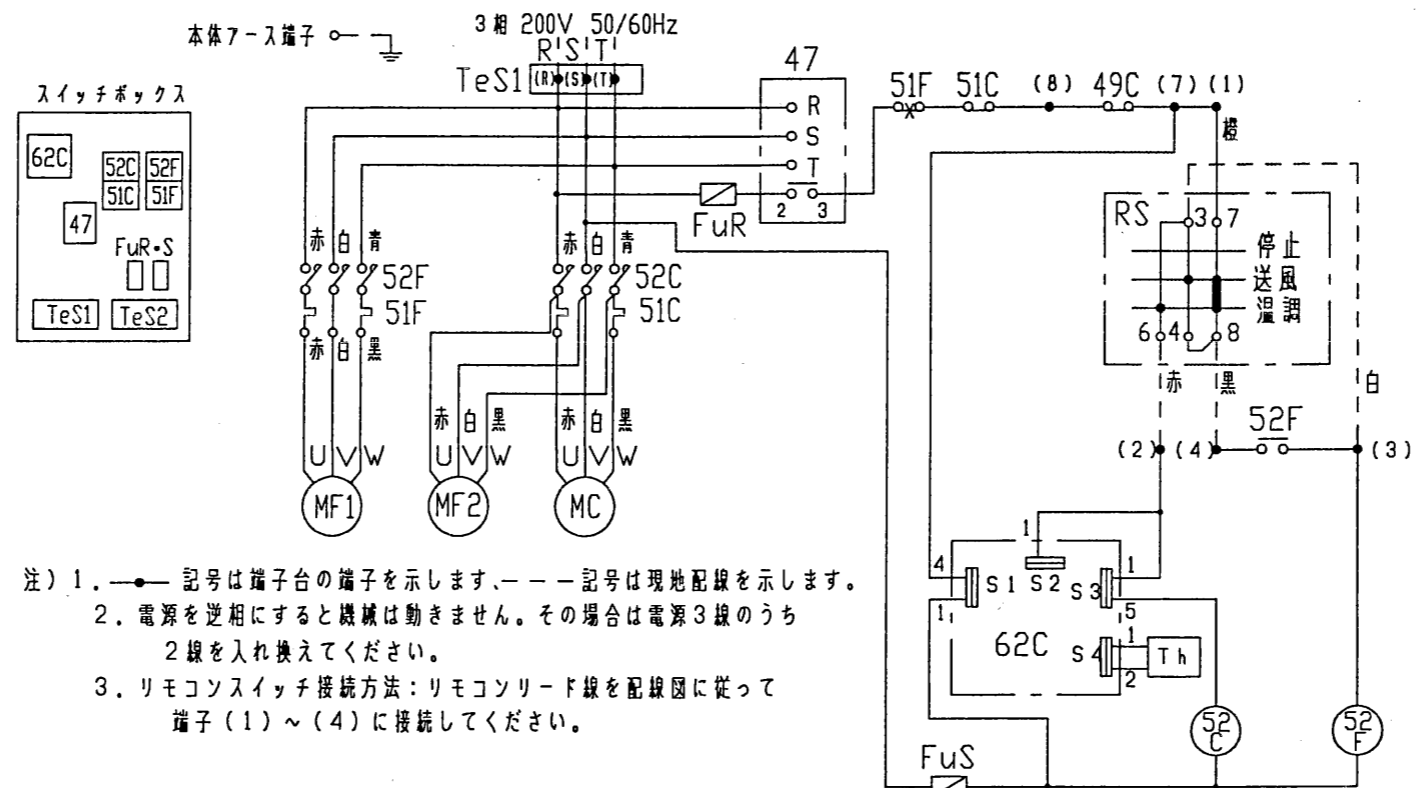 本体アース端子
3相 200V 50/60Hz
R S T
TeS1 (R) (S) (T)
スイッチボックス
62C
52C 52F
51C 51F
47
FuR・S
TeS1 TeS2
47
R
S
T
2 3
FuR
51F 51C (8) 49C (7) (1)
橙
RS
3 7
停止
送風
温調
6 4 8
赤 黒 白
52F
(2) (4) (3)
赤 白 青
52F
51F
赤 白 黒
赤 白 青
52C
51C
赤 白 黒
赤 白 黒
U V W
U V W
U V W
MF1
MF2
MC
注) 1. 記号は端子台の端子を示します、 記号は現地配線を示します。
2. 電源を逆相にすると機械は動きません。その場合は電源3線のうち
2線を入れ換えてください。
3. リモコンスイッチ接続方法:リモコンリード線を配線図に従って
端子(1)~(4)に接続してください。
4
1
S1
1
S2
S3
1
5
62C
S4
1
2
Th
52C
52F
FuS